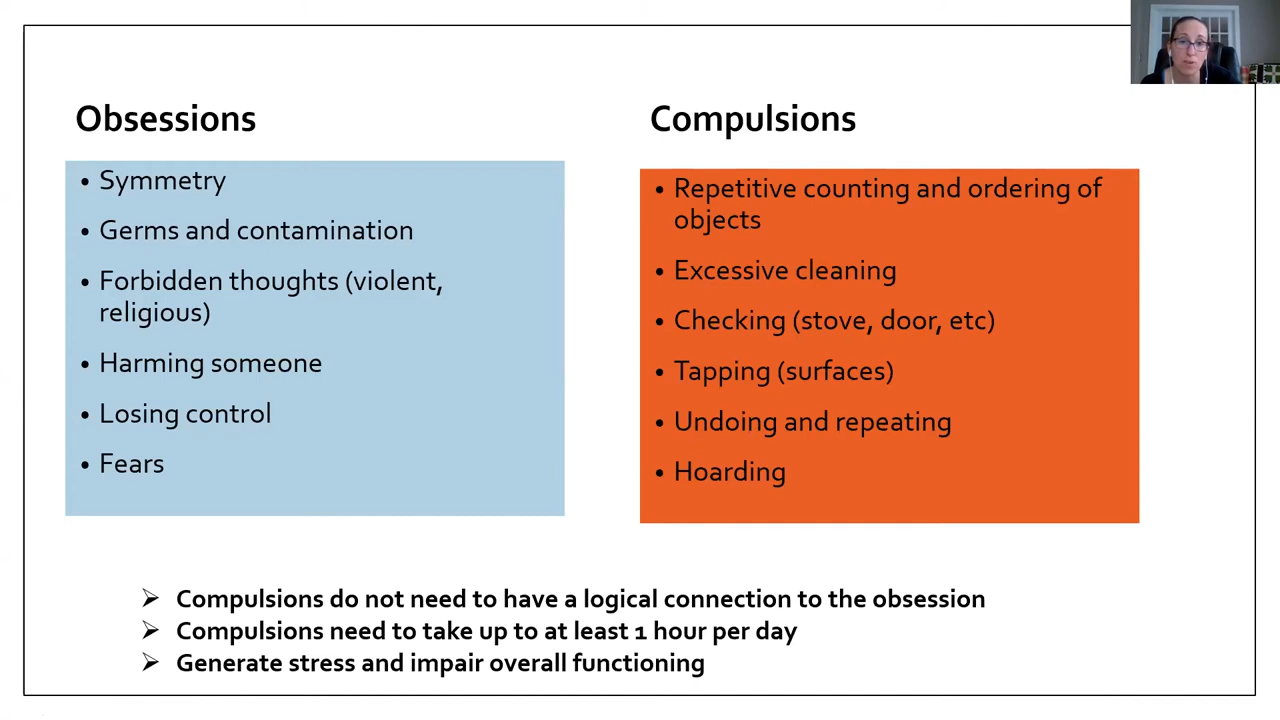 Obsessions
• Symmetry
• Germs and contamination
• Forbidden thoughts (violent,
religious)
• Harming someone
• Losing control
• Fears
Compulsions
• Repetitive counting and ordering of
objects
• Excessive cleaning
• Checking (stove, door, etc)
• Tapping (surfaces)
• Undoing and repeating
• Hoarding
➢ Compulsions do not need to have a logical connection to the obsession
➢ Compulsions need to take up to at least 1 hour per day
➢ Generate stress and impair overall functioning